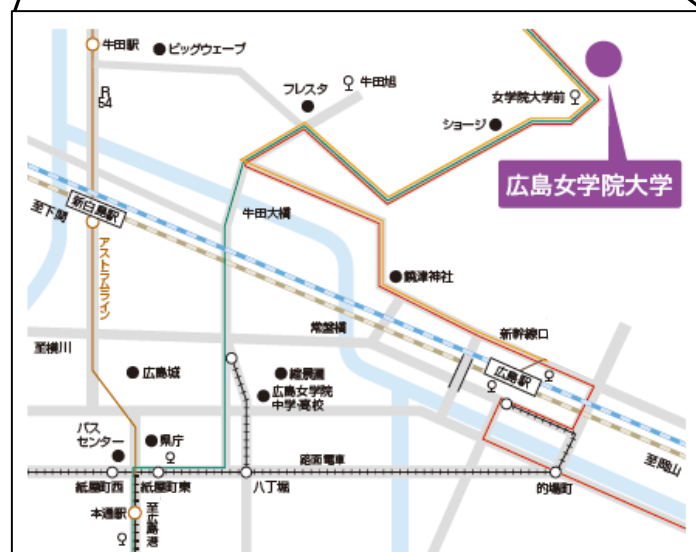 牛田駅
ビッグウェーブ
フレスタ
牛田旭
女学院大学前
ショージ
R
54
広島女学院大学
新白島駅
至下関
アストラムライン
牛田大橋
饒津神社
常盤橋
新幹線口
至横川
広島駅
広島城
縮景園
広島女学院
中学・高校
バス
センター
県庁
路面電車
至岡山
紙屋町西
紙屋町東
八丁堀
的場町
本通駅
至広島港